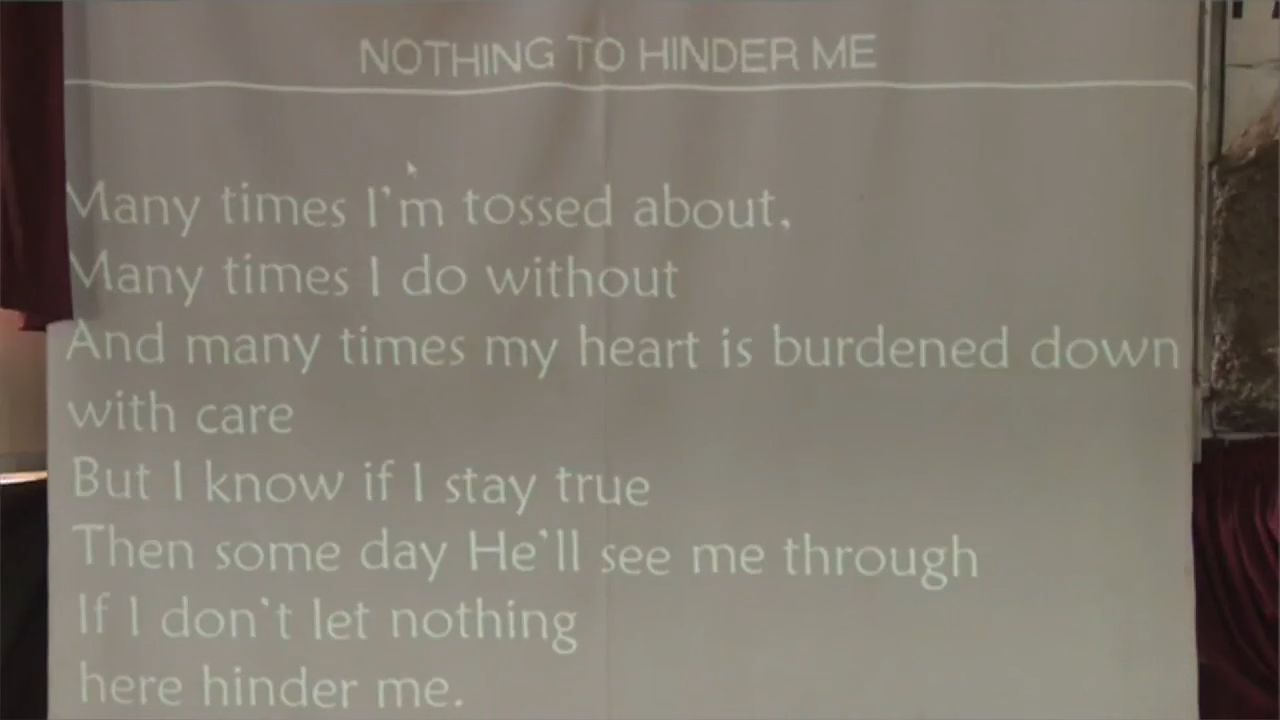 NOTHING TO HINDER ME
Many times I'm tossed about,
Many times I do without
And many times my heart is burdened down
with care
But I know if I stay true
Then some day He'll see me through
If I don't let nothing
here hinder me.